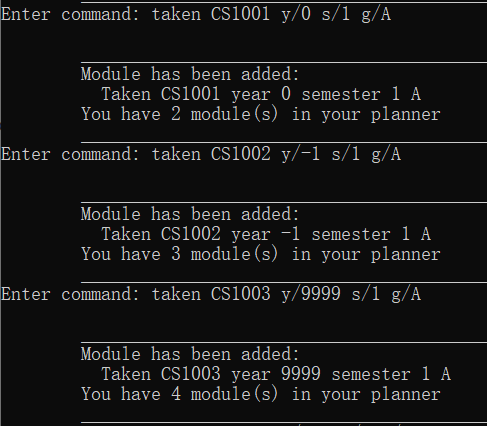 Enter command: taken CS1001 y/0 s/1 g/A
Module has been added:
Taken CS1001 year 0 semester 1 A
You have 2 module(s) in your planner
Enter command: taken CS1002 y/-1 s/1 g/A
Module has been added:
Taken CS1002 year -1 semester 1 A
You have 3 module(s) in your planner
Enter command: taken CS1003 y/9999 s/1 g/A
Module has been added:
Taken CS1003 year 9999 semester 1 A
You have 4 module(s) in your planner